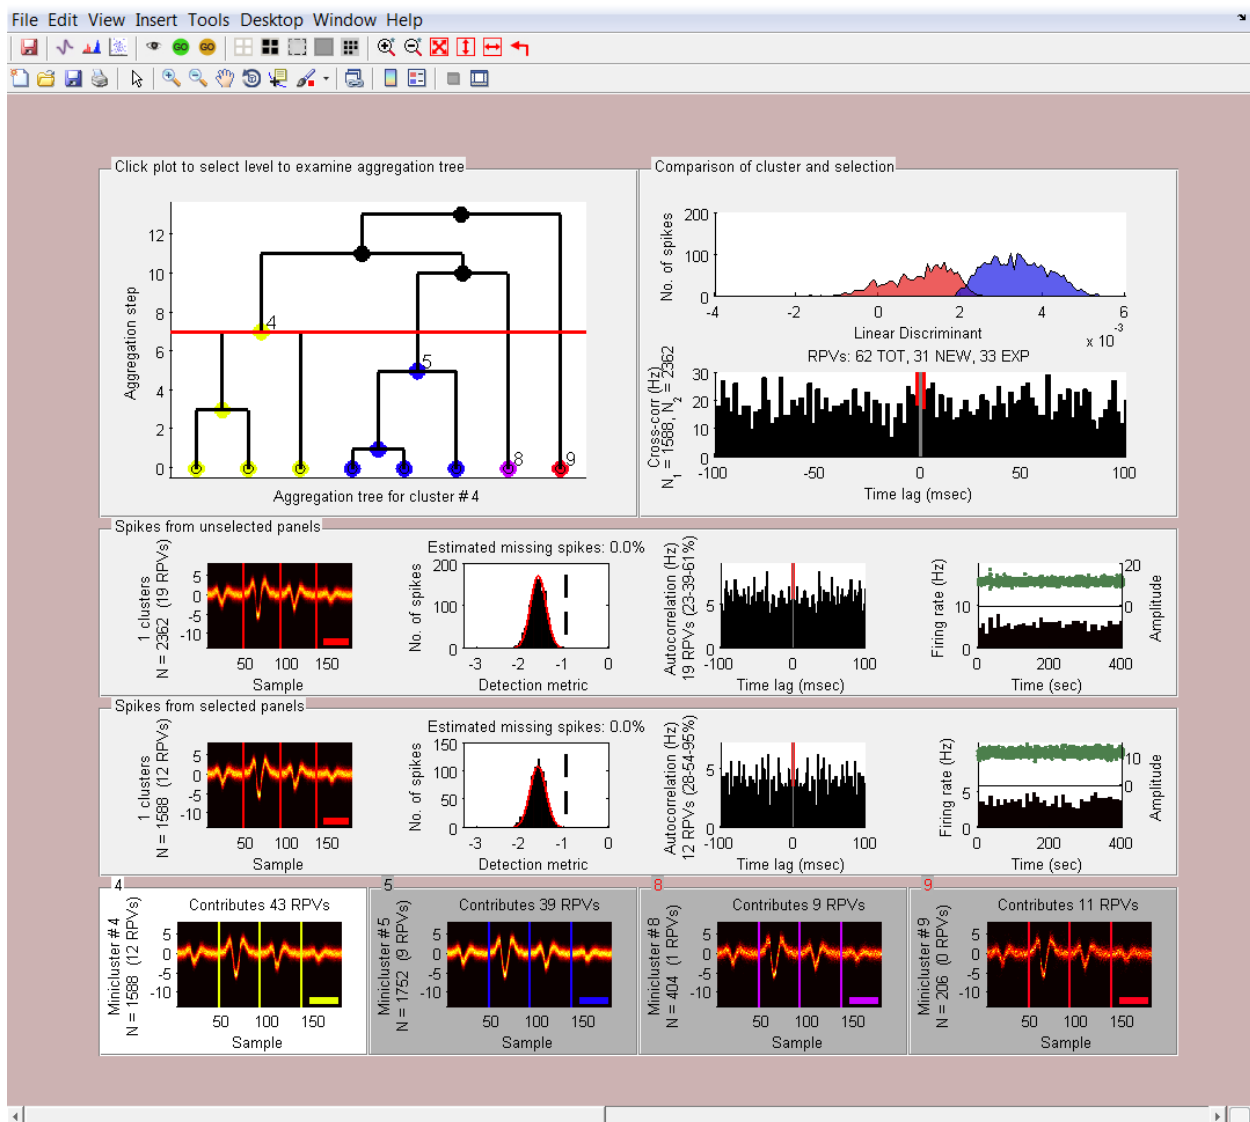 File Edit View Insert Tools Desktop Window Help
GO GO
Click plot to select level to examine aggregation tree
12
10
8
6
4
2
0
Aggregation step
4
5
8
9
Aggregation tree for cluster # 4
Comparison of cluster and selection
No. of spikes
200
100
0
-4 -2 0 2 4 6
Linear Discriminant
x 10^-3
RPVs: 62 TOT, 31 NEW, 33 EXP
Cross-corr (Hz)
N_1 = 1588, N_2 = 2362
30
20
10
0
-100 -50 0 50 100
Time lag (msec)
Spikes from unselected panels
1 clusters
N = 2362 (19 RPVs)
5
0
-5
-10
50 100 150
Sample
Estimated missing spikes: 0.0%
No. of spikes
200
100
0
-3 -2 -1 0
Detection metric
Autocorrelation (Hz)
19 RPVs (23-39-61%)
5
0
-100 0 100
Time lag (msec)
Firing rate (Hz)
10
0
20
0
Amplitude
0 200 400
Time (sec)
Spikes from selected panels
1 clusters
N = 1588 (12 RPVs)
5
0
-5
-10
50 100 150
Sample
Estimated missing spikes: 0.0%
No. of spikes
150
100
50
0
-3 -2 -1 0
Detection metric
Autocorrelation (Hz)
12 RPVs (28-54-95%)
5
0
-100 0 100
Time lag (msec)
Firing rate (Hz)
5
0
10
0
Amplitude
0 200 400
Time (sec)
4
Minicluster # 4
N = 1588 (12 RPVs)
Contributes 43 RPVs
5
0
-5
-10
50 100 150
Sample
5
Minicluster # 5
N = 1752 (9 RPVs)
Contributes 39 RPVs
5
0
-5
-10
50 100 150
Sample
8
Minicluster # 8
N = 404 (1 RPVs)
Contributes 9 RPVs
5
0
-5
-10
50 100 150
Sample
9
Minicluster # 9
N = 206 (0 RPVs)
Contributes 11 RPVs
5
0
-5
-10
50 100 150
Sample